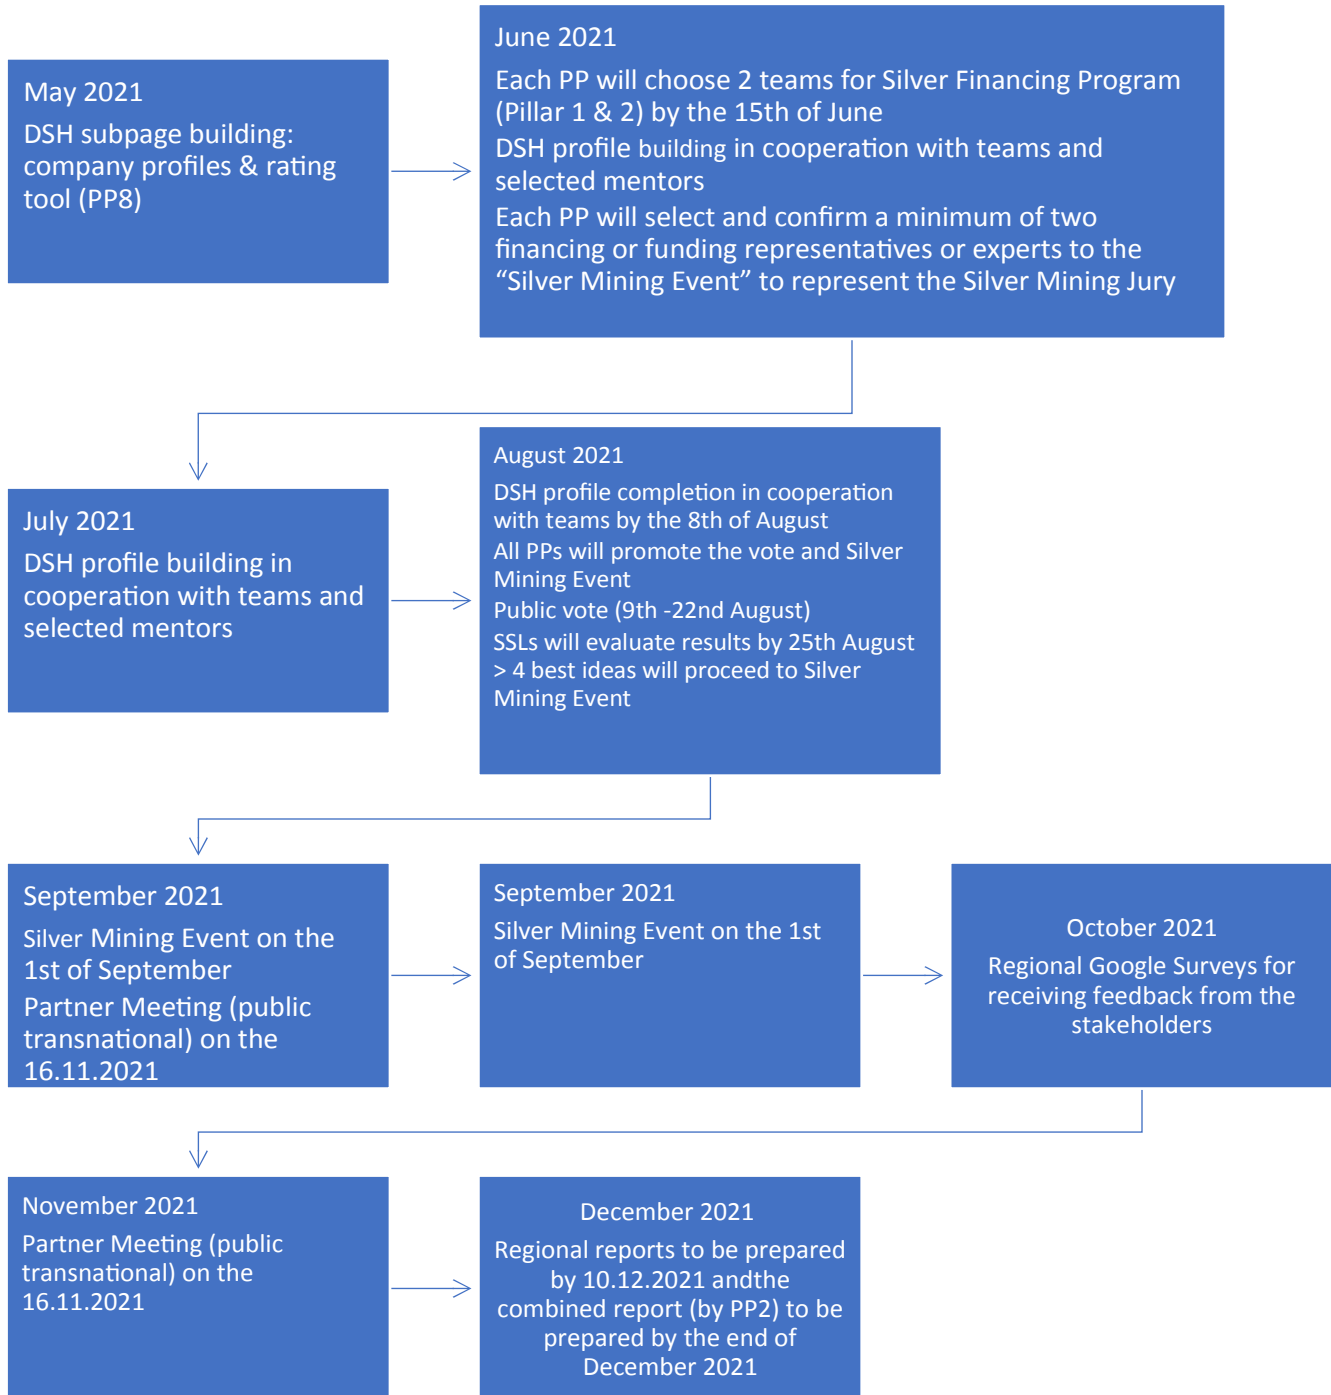 May 2021
DSH subpage building:
company profiles & rating
tool (PP8)
June 2021
Each PP will choose 2 teams for Silver Financing Program
(Pillar 1 & 2) by the 15th of June
DSH profile building in cooperation with teams and
selected mentors
Each PP will select and confirm a minimum of two
financing or funding representatives or experts to the
“Silver Mining Event” to represent the Silver Mining Jury
July 2021
DSH profile building in
cooperation with teams and
selected mentors
August 2021
DSH profile completion in cooperation
with teams by the 8th of August
All PPs will promote the vote and Silver
Mining Event
Public vote (9th -22nd August)
SSLs will evaluate results by 25th August
> 4 best ideas will proceed to Silver
Mining Event
September 2021
Silver Mining Event on the
1st of September
Partner Meeting (public
transnational) on the
16.11.2021
September 2021
Silver Mining Event on the 1st
of September
October 2021
Regional Google Surveys for
receiving feedback from the
stakeholders
November 2021
Partner Meeting (public
transnational) on the
16.11.2021
December 2021
Regional reports to be prepared
by 10.12.2021 andthe
combined report (by PP2) to be
prepared by the end of
December 2021